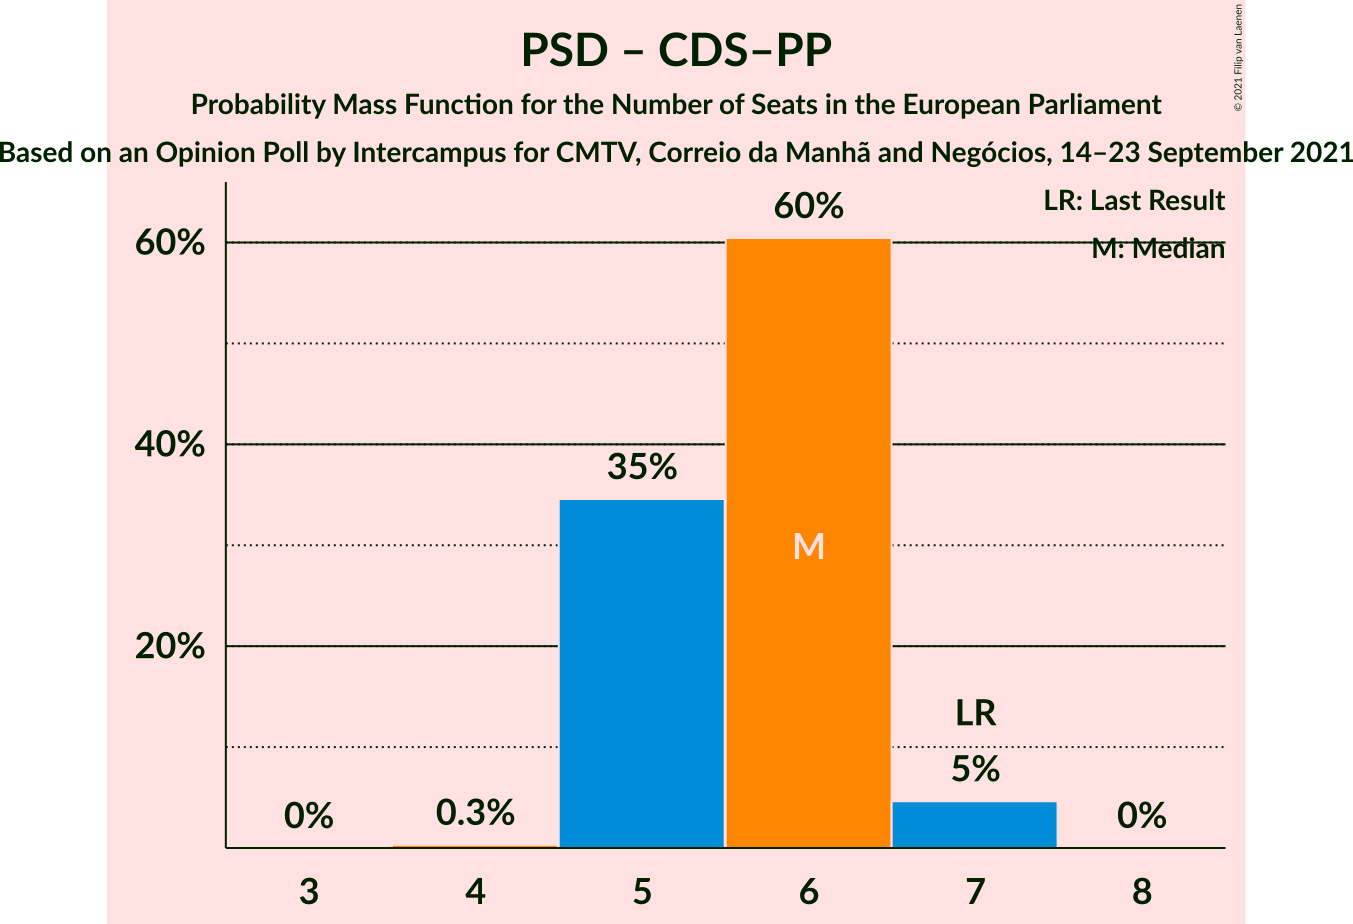 PSD – CDS–PP
Probability Mass Function for the Number of Seats in the European Parliament
Based on an Opinion Poll by Intercampus for CMTV, Correio da Manhã and Negócios, 14–23 September 2021
© 2021 Filip van Laenen
LR: Last Result
M: Median
60%
40%
20%
0%
0.3%
35%
60%
M
LR
5%
0%
3 4 5 6 7 8